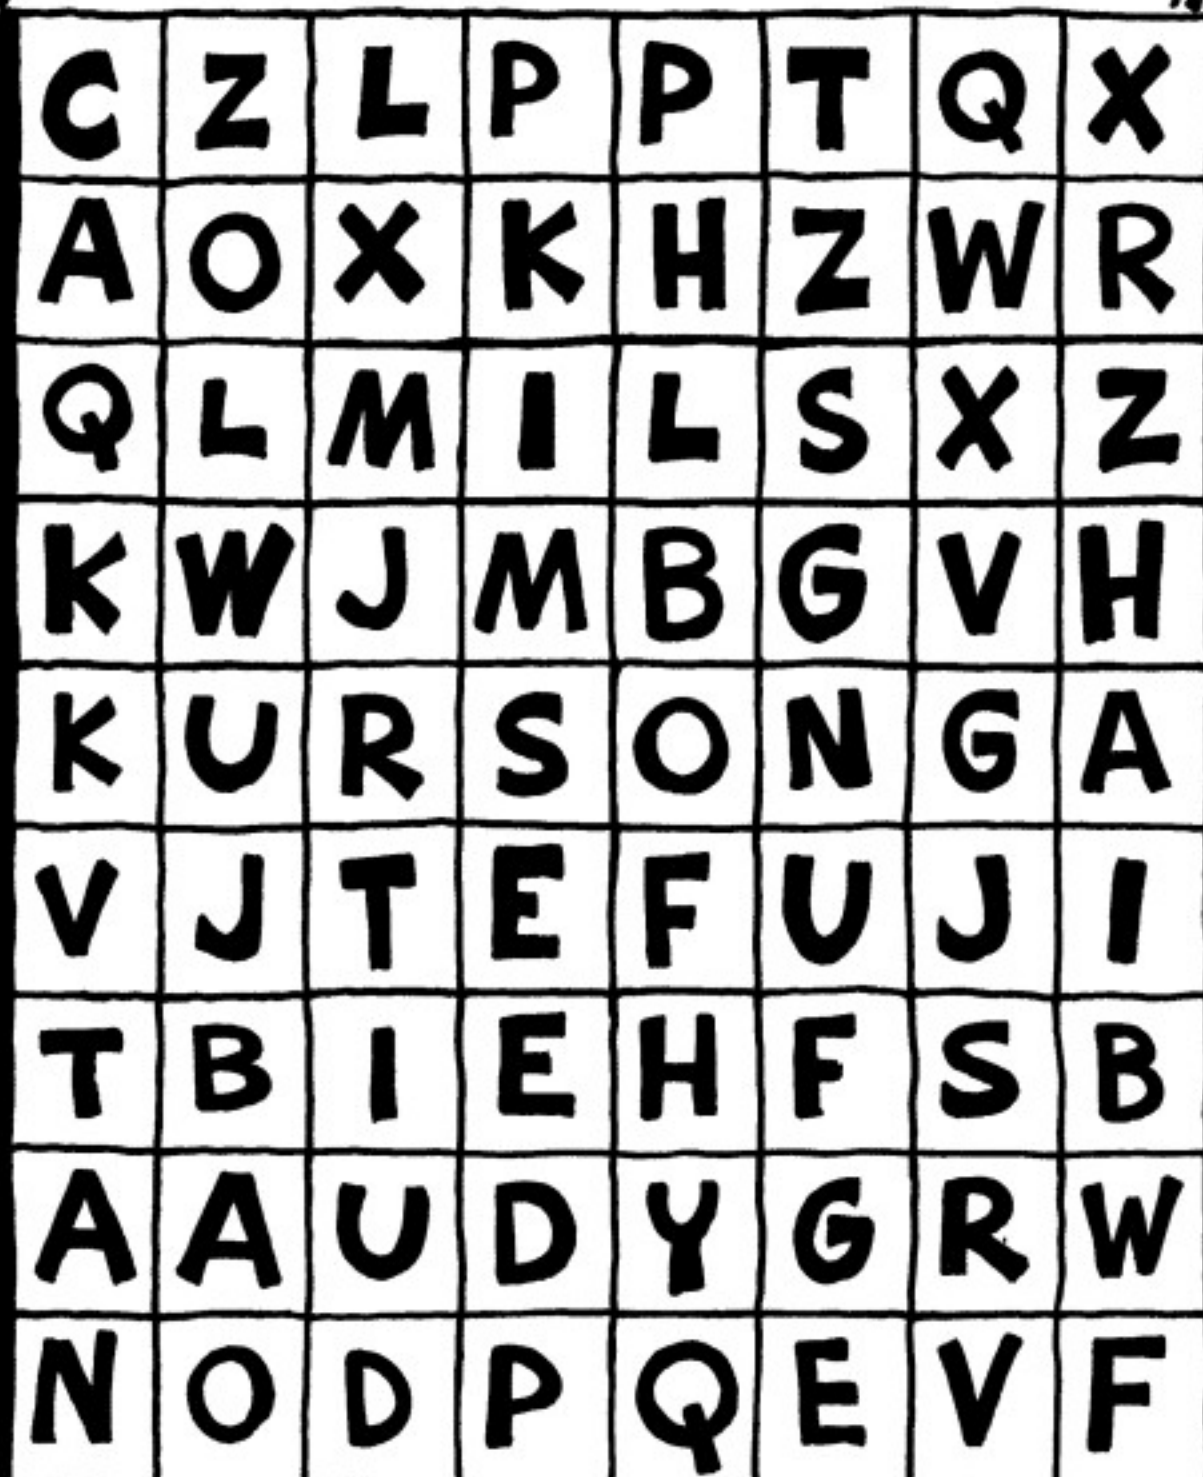 C Z L P P T Q X
A O X K H Z W R
Q L M I L S X Z
K W J M B G V H
K U R S O N G A
V J T E F U J I
T B I E H F S B
A A U D Y G R W
N O D P Q E V F